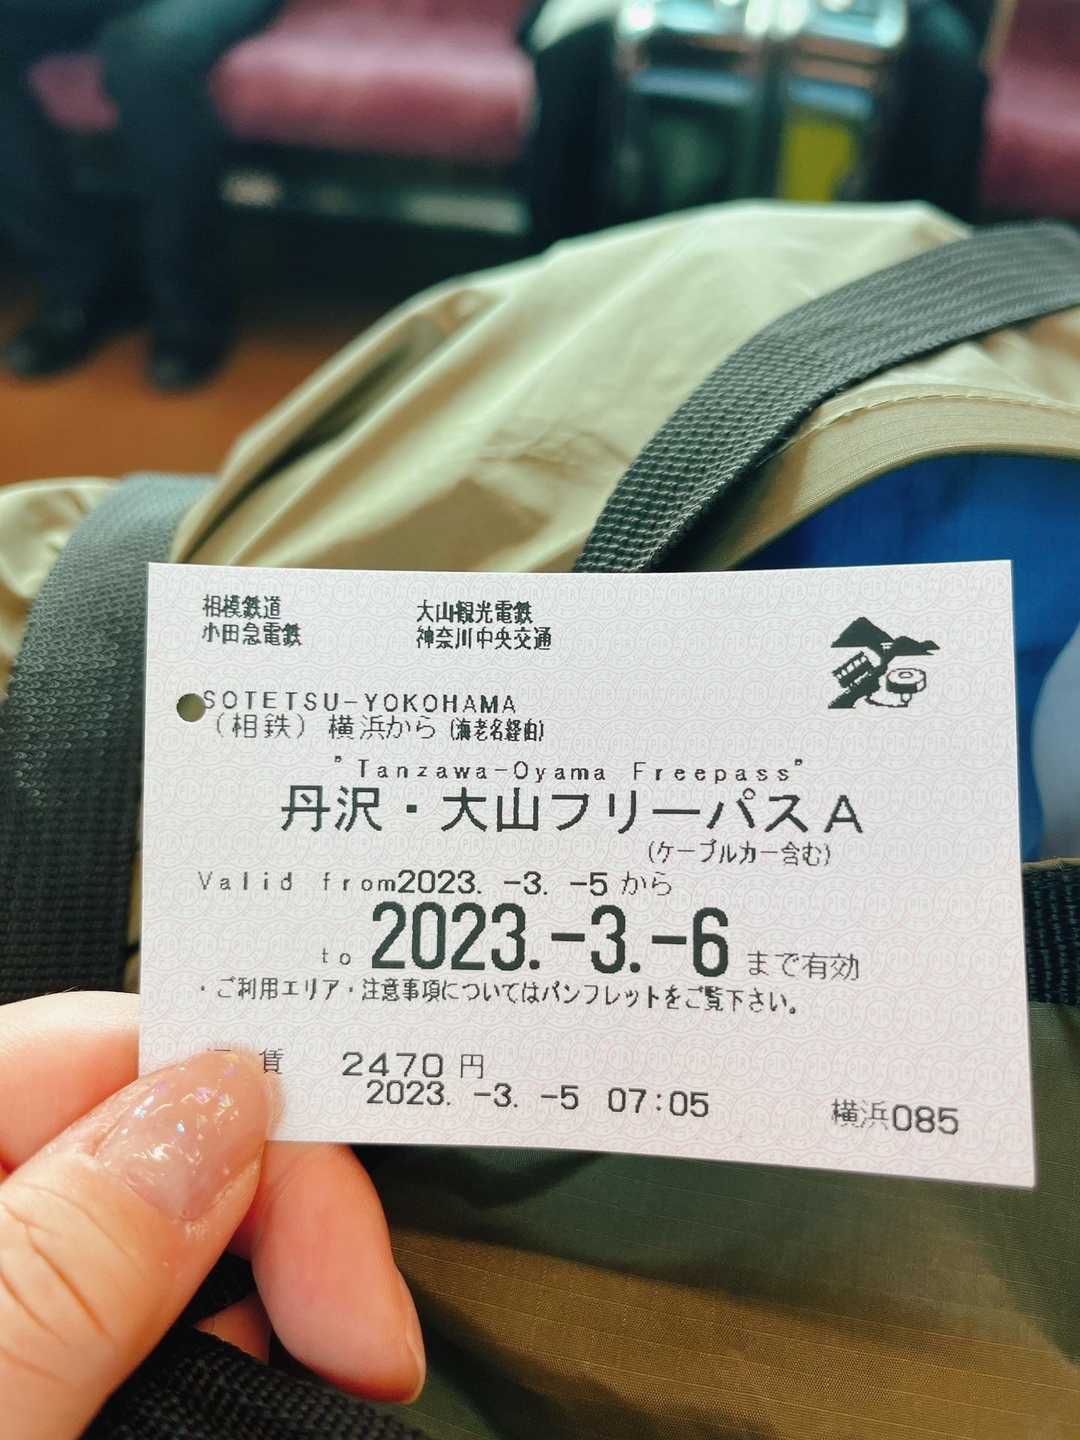 相模鉄道 大山観光電鉄
小田急電鉄 神奈川中央交通
SOTETSU-YOKOHAMA
(相鉄) 横浜から (海老名経由)
"Tanzawa-Oyama Freepass"
丹沢・大山フリーパスA
(ケーブルカー含む)
Valid from2023. -3. -5から
to 2023. -3. -6 まで有効
・ご利用エリア・注意事項についてはパンフレットをご覧下さい。
賃 2470円
2023. -3. -5 07:05 横浜085